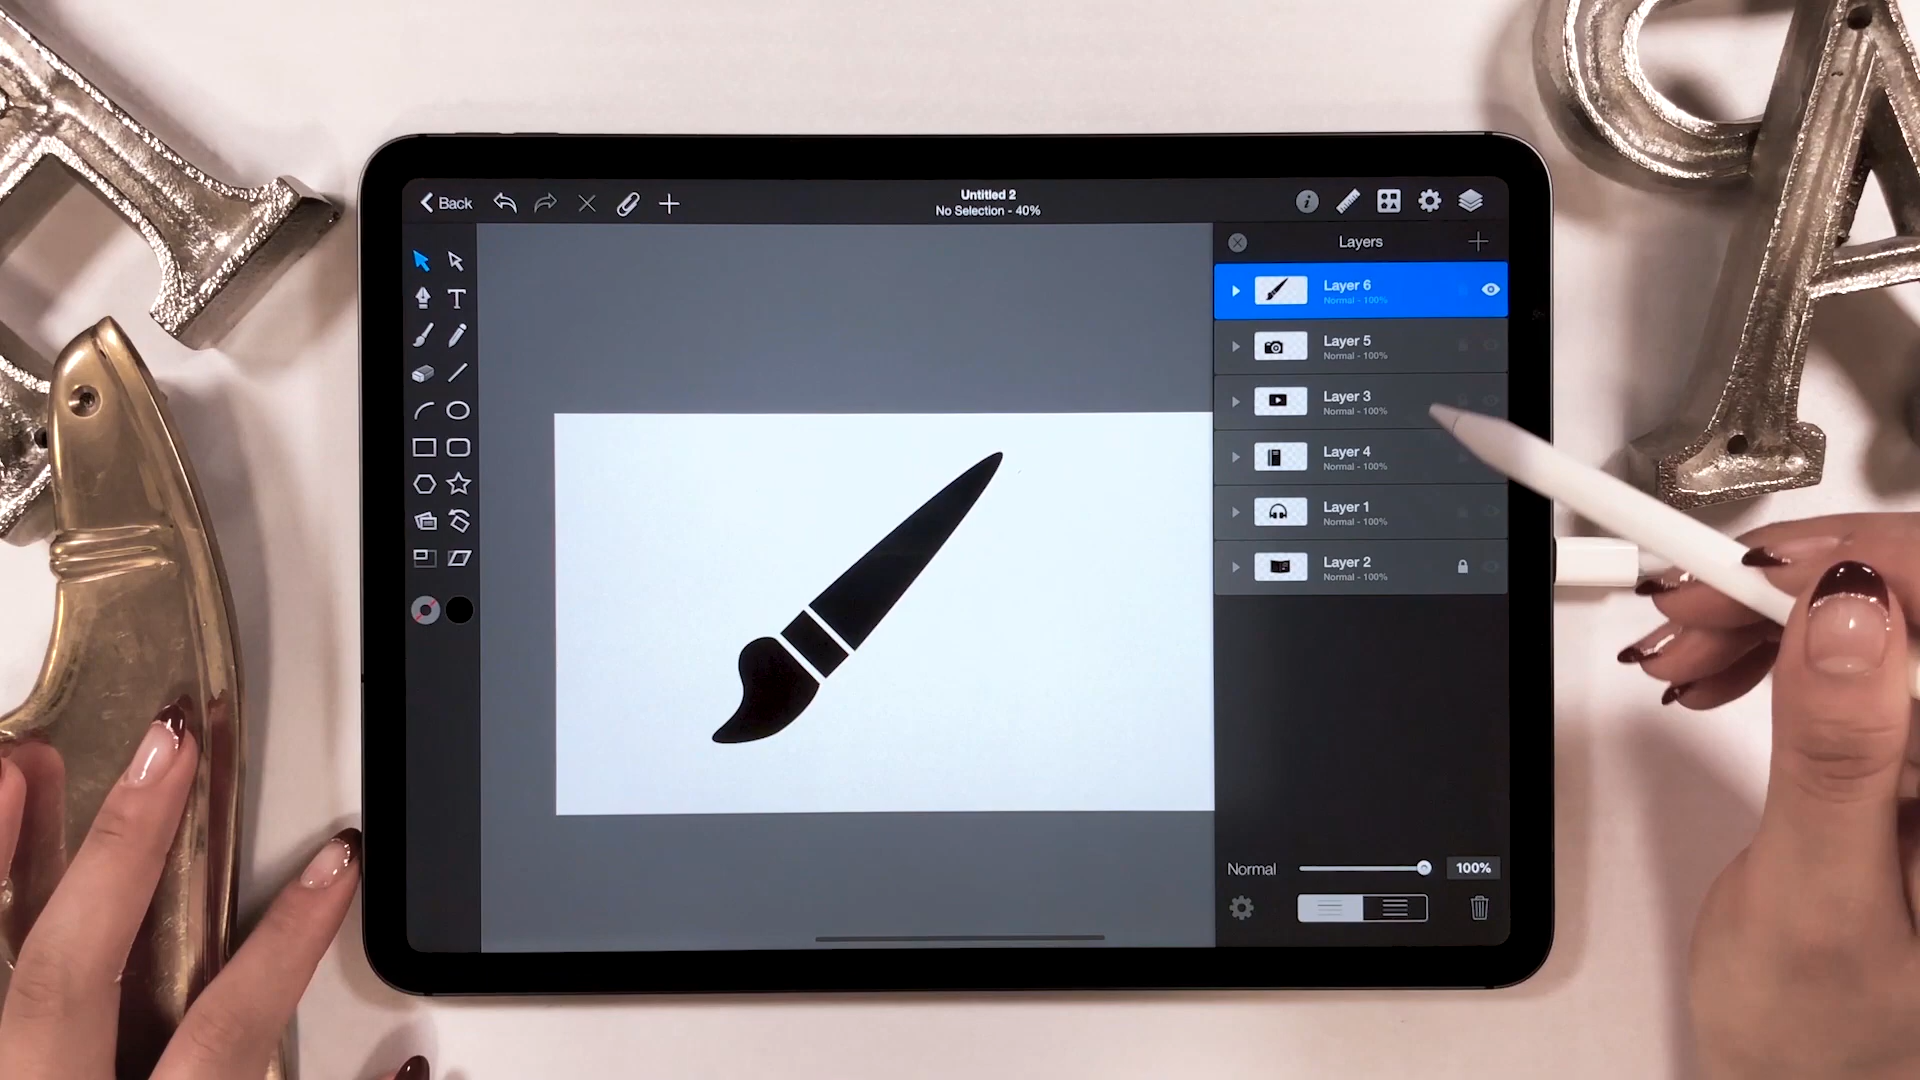 Back
Untitled 2
No Selection - 40%
Layers
Layer 6
Normal - 100%
Layer 5
Normal - 100%
Layer 3
Normal - 100%
Layer 4
Normal - 100%
Layer 1
Normal - 100%
Layer 2
Normal - 100%
Normal 100%